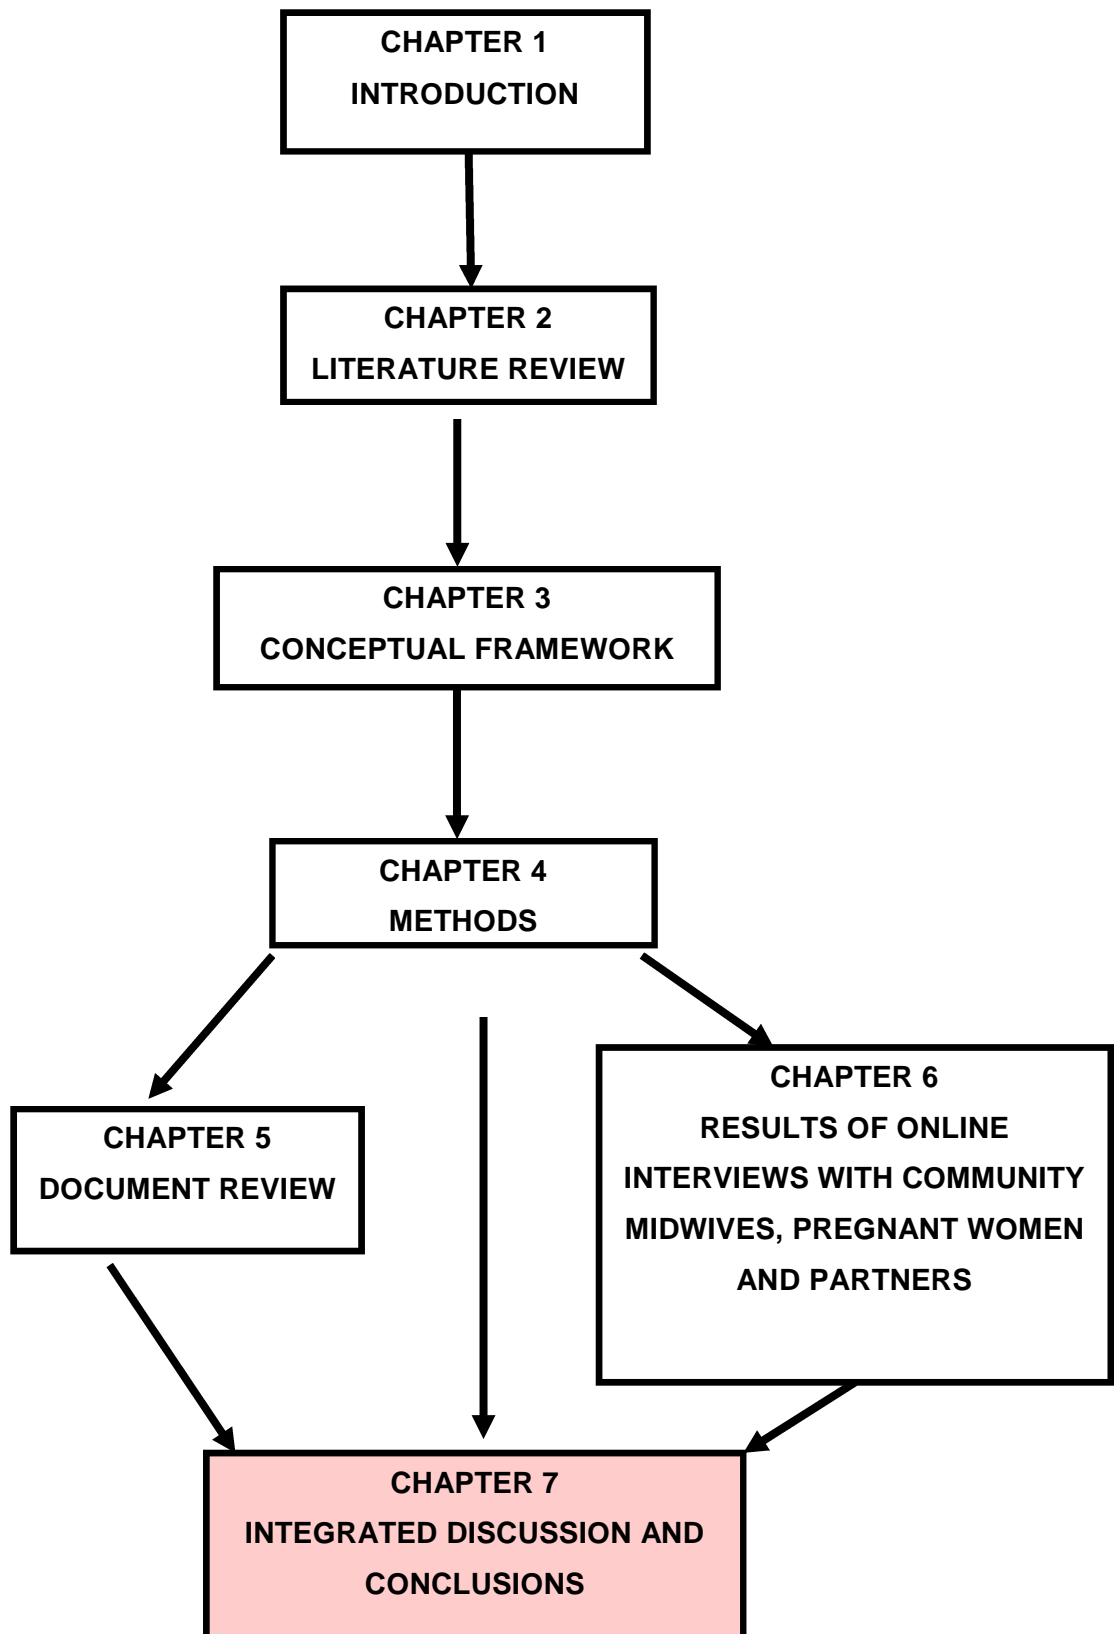 CHAPTER 1
INTRODUCTION
CHAPTER 2
LITERATURE REVIEW
CHAPTER 3
CONCEPTUAL FRAMEWORK
CHAPTER 4
METHODS
CHAPTER 5
DOCUMENT REVIEW
CHAPTER 6
RESULTS OF ONLINE
INTERVIEWS WITH COMMUNITY
MIDWIVES, PREGNANT WOMEN
AND PARTNERS
CHAPTER 7
INTEGRATED DISCUSSION AND
CONCLUSIONS